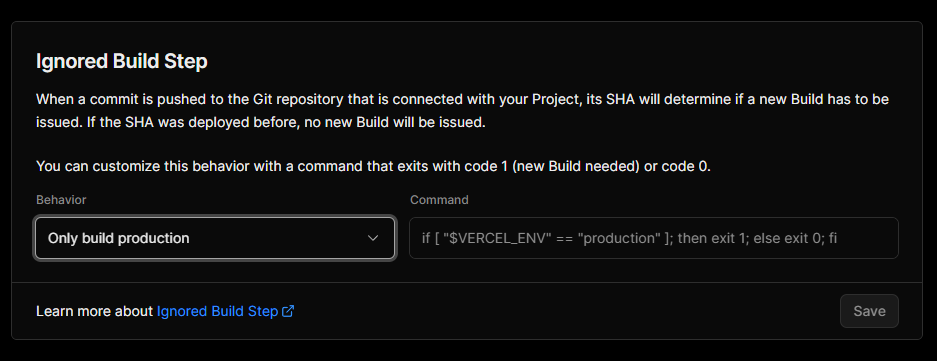 Ignored Build Step
When a commit is pushed to the Git repository that is connected with your Project, its SHA will determine if a new Build has to be
issued. If the SHA was deployed before, no new Build will be issued.
You can customize this behavior with a command that exits with code 1 (new Build needed) or code 0.
Behavior
Command
Only build production
if [ "$VERCEL_ENV" == "production" ]; then exit 1; else exit 0; fi
Learn more about Ignored Build Step
Save